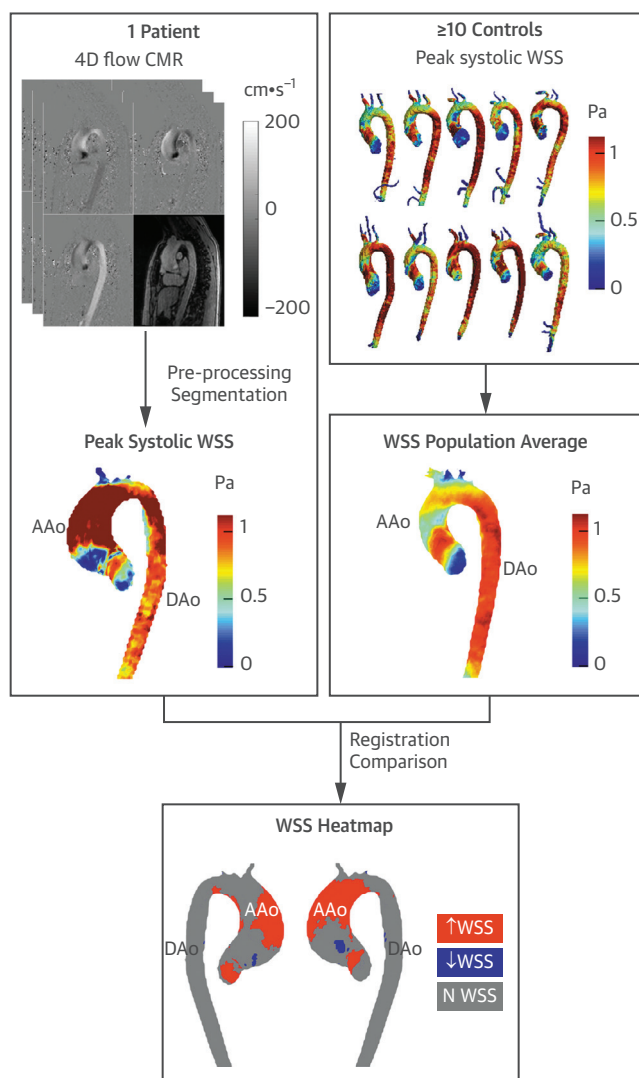 1 Patient
4D flow CMR
cm•s−1
200
0
−200
Pre-processing
Segmentation
Peak Systolic WSS
Pa
AAo
1
0.5
DAo
0
≥10 Controls
Peak systolic WSS
Pa
1
0.5
0
WSS Population Average
Pa
AAo
1
DAo
0.5
0
Registration
Comparison
WSS Heatmap
AAo AAo
DAo DAo
↑WSS
↓WSS
N WSS